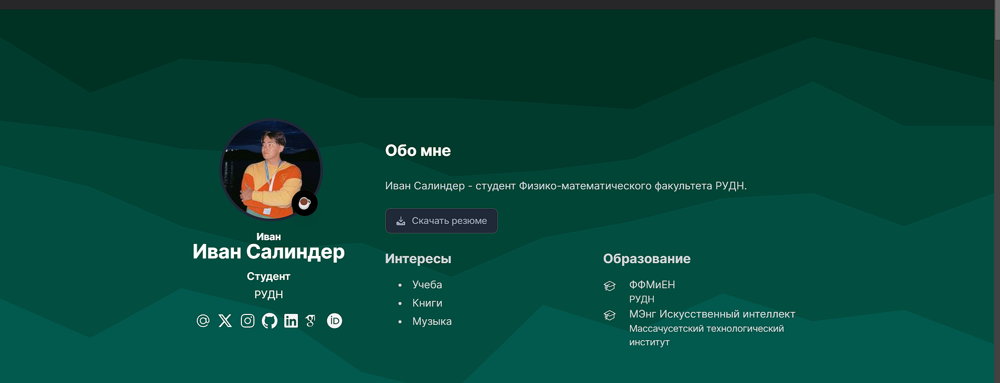 Иван
Иван Салиндер
Студент
РУДН
Обо мне
Иван Салиндер - студент Физико-математического факультета РУДН.
Скачать резюме
Интересы
Учеба
Книги
Музыка
Образование
ФФМиЕН
РУДН
МЭнг Искусственный интеллект
Массачусетский технологический
институт